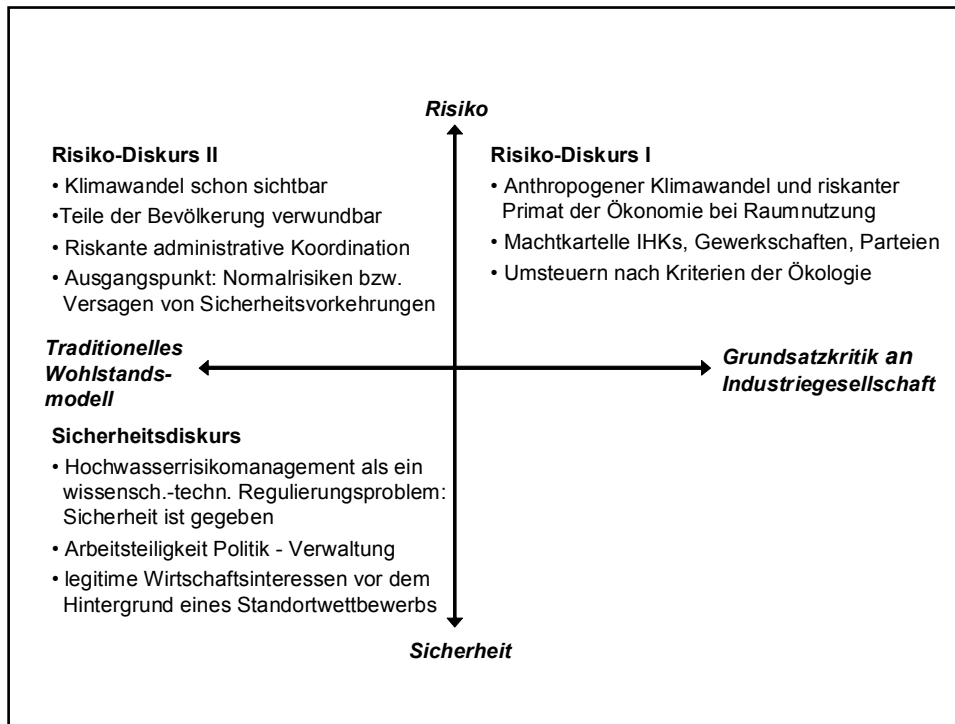 Risiko
Risiko-Diskurs II
• Klimawandel schon sichtbar
•Teile der Bevölkerung verwundbar
• Riskante administrative Koordination
• Ausgangspunkt: Normalrisiken bzw.
Versagen von Sicherheitsvorkehrungen
Risiko-Diskurs I
• Anthropogener Klimawandel und riskanter
Primat der Ökonomie bei Raumnutzung
• Machtkartelle IHKs, Gewerkschaften, Parteien
• Umsteuern nach Kriterien der Ökologie
Traditionelles
Wohlstands-
modell
Grundsatzkritik an
Industriegesellschaft
Sicherheitsdiskurs
• Hochwasserrisikomanagement als ein
wissensch.-techn. Regulierungsproblem:
Sicherheit ist gegeben
• Arbeitsteiligkeit Politik - Verwaltung
• legitime Wirtschaftsinteressen vor dem
Hintergrund eines Standortwettbewerbs
Sicherheit